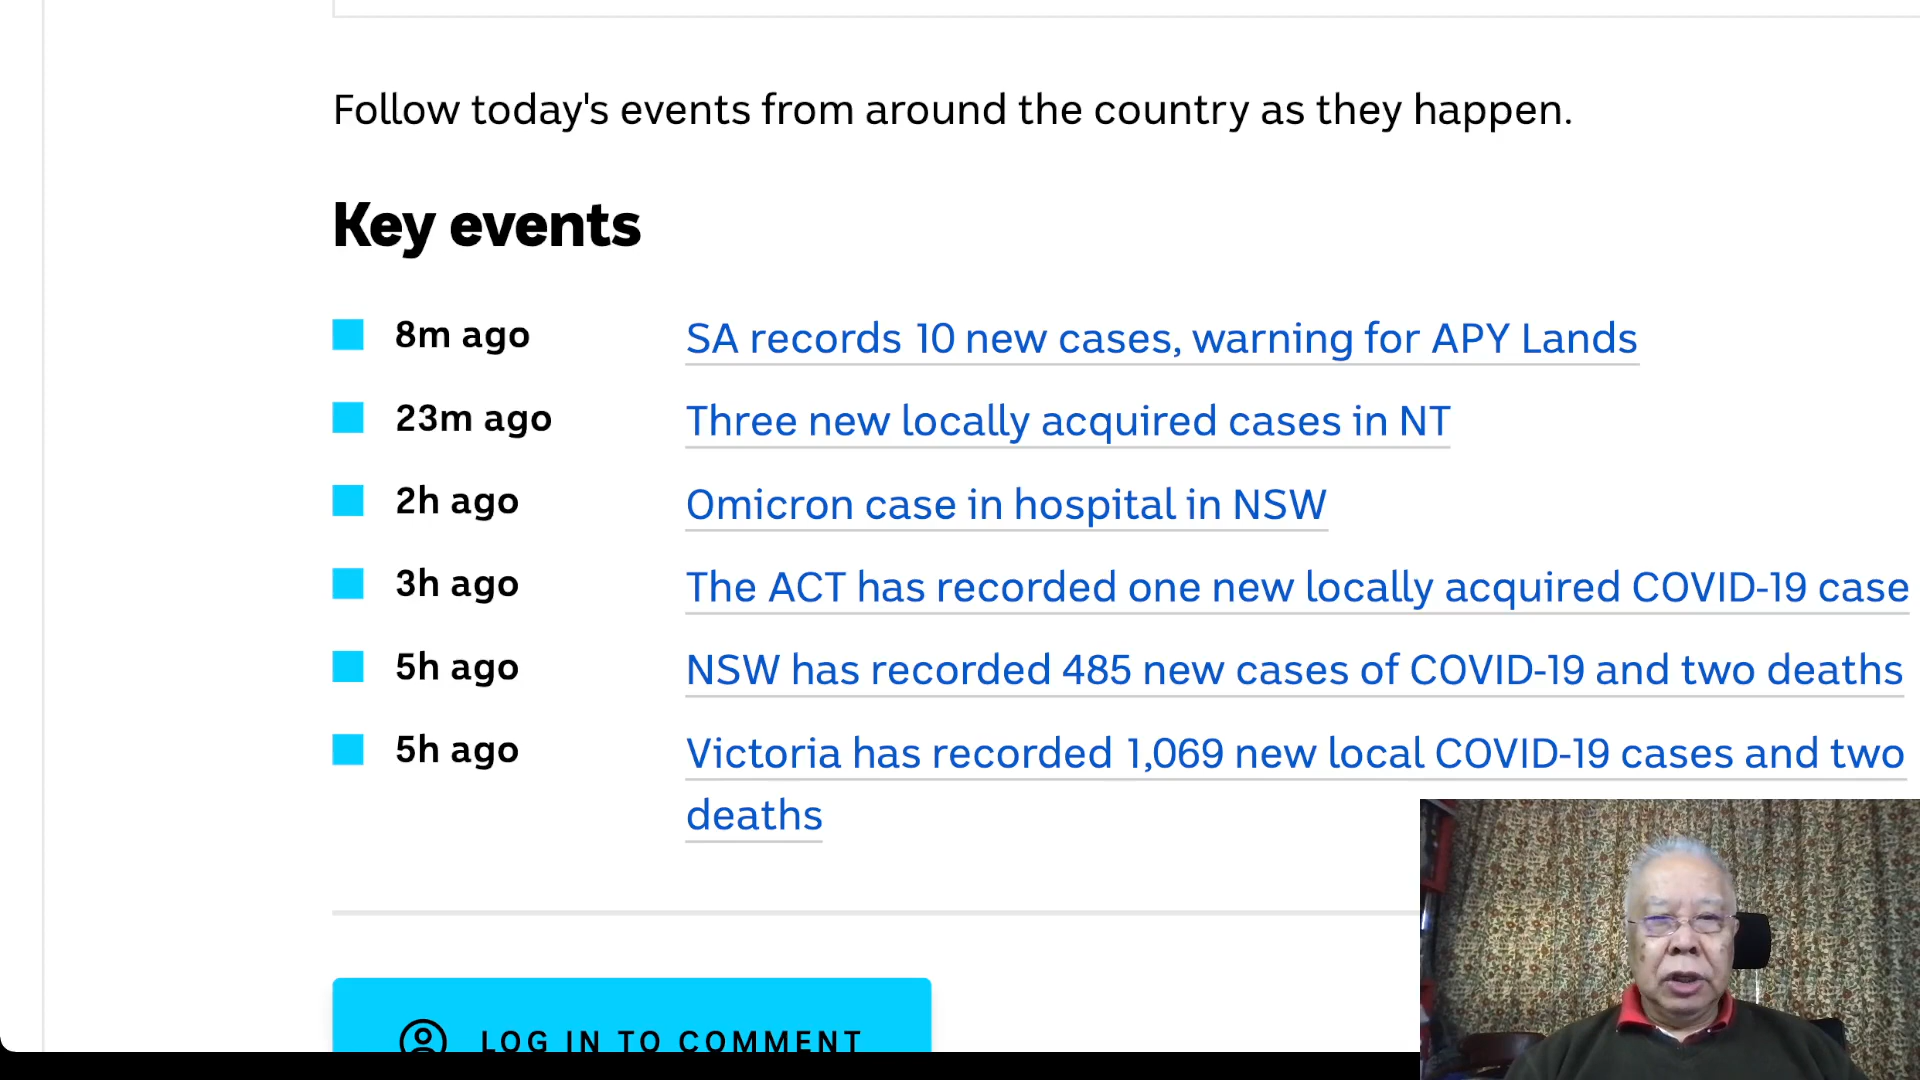 Follow today's events from around the country as they happen.
Key events
8m ago SA records 10 new cases, warning for APY Lands
23m ago Three new locally acquired cases in NT
2h ago Omicron case in hospital in NSW
3h ago The ACT has recorded one new locally acquired COVID-19 case
5h ago NSW has recorded 485 new cases of COVID-19 and two deaths
5h ago Victoria has recorded 1,069 new local COVID-19 cases and two
deaths
LOG IN TO COMMENT